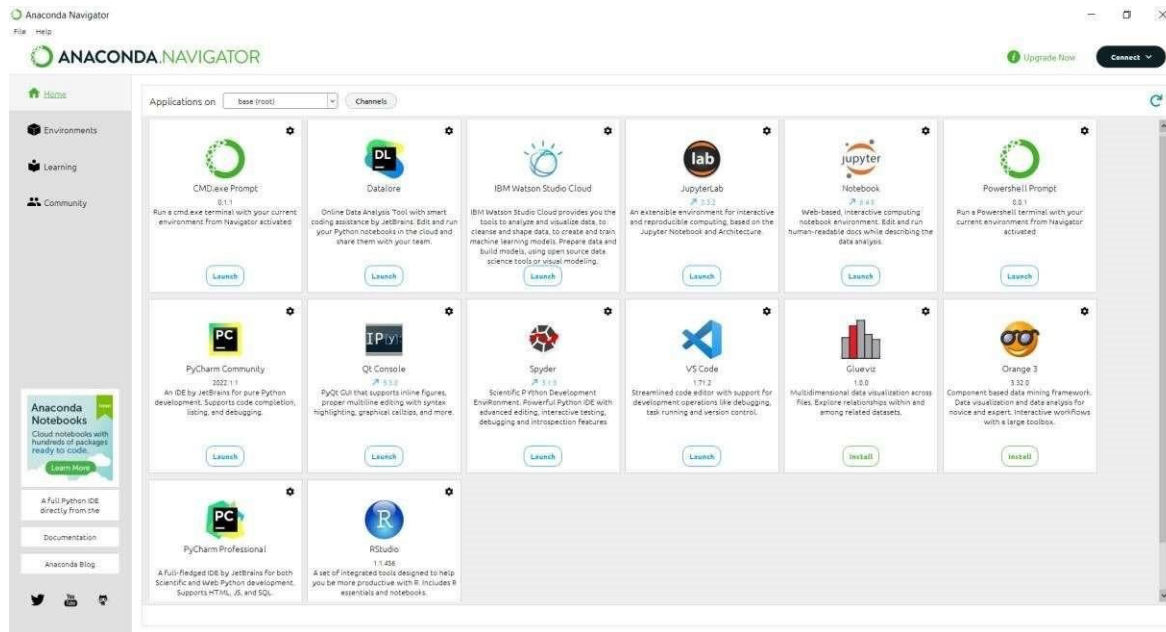 Anaconda Navigator
File Help
ANACONDA.NAVIGATOR
Upgrade Now
Connect
Home
Environments
Learning
Community
Applications on base (root) Channels
CMD.exe Prompt
0.1.1
Run a cmd.exe terminal with your current
environment from Navigator activated
Launch
DL
Datalore
Online Data Analysis Tool with smart
coding assistance by JetBrains. Edit and run
your Python notebooks in the cloud and
share them with your team.
Launch
IBM Watson Studio Cloud
IBM Watson Studio Cloud provides you the
tools to analyze and visualize data, to
cleanse and shape data, to create and train
machine learning models. Prepare data and
build models, using open source data
science tools or visual modeling.
Launch
lab
JupyterLab
3.3.2
An extensible environment for interactive
and reproducible computing, based on the
Jupyter Notebook and Architecture.
Launch
jupyter
Notebook
Web-based, interactive computing
notebook environment. Edit and run
human-readable docs while describing the
data analysis.
Launch
Powershell Prompt
0.0.1
Run a Powershell terminal with your
current environment from Navigator
activated
Launch
PC
PyCharm Community
2022.1.1
An IDE by JetBrains for pure Python
development. Supports code completion,
listing, and debugging.
Launch
IP[y]:
Qt Console
5.3.0
PyQt GUI that supports inline figures,
proper multiline editing with syntax
highlighting, graphical calltips, and more.
Launch
Spyder
Scientific PYthon Development
EnviRonment. Powerful Python IDE with
advanced editing, interactive testing,
debugging and introspection features
Launch
VS Code
1.71.2
Streamlined code editor with support for
development operations like debugging,
task running and version control.
Launch
Glueviz
1.0.0
Multidimensional data visualization across
files. Explore relationships within and
among related datasets.
Install
Orange 3
3.32.0
Component based data mining framework.
Data visualization and data analysis for
novice and expert. Interactive workflows
with a large toolbox.
Install
PC
PyCharm Professional
A full-fledged IDE by JetBrains for both
Scientific and Web Python development.
Supports HTML, JS, and SQL.
R
RStudio
1.1.456
A set of integrated tools designed to help
you be more productive with R. Includes R
essentials and notebooks.
Anaconda
Notebooks
Cloud notebooks with
hundreds of packages
ready to code.
Learn More
A full Python IDE
directly from the
Documentation
Anaconda Blog
You
Tube